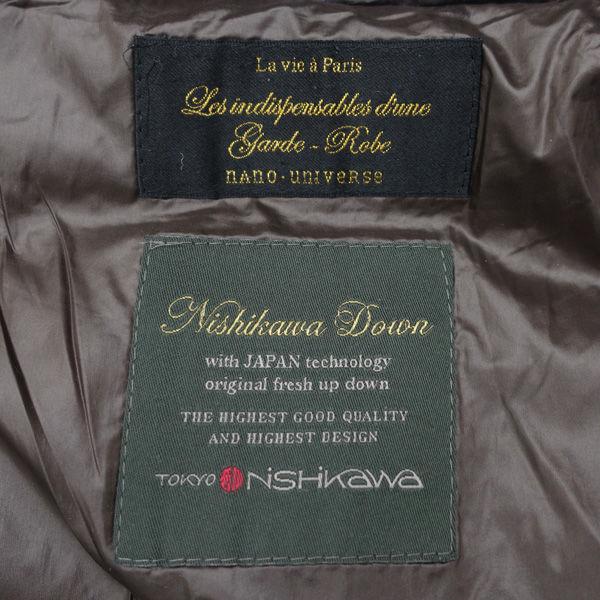 La vie à Paris
Les indispensables d'une
Garde - Robe
nano・universe
Nishikawa Down
with JAPAN technology
original fresh up down
THE HIGHEST GOOD QUALITY
AND HIGHEST DESIGN
TOKYO NiSHiKaWa